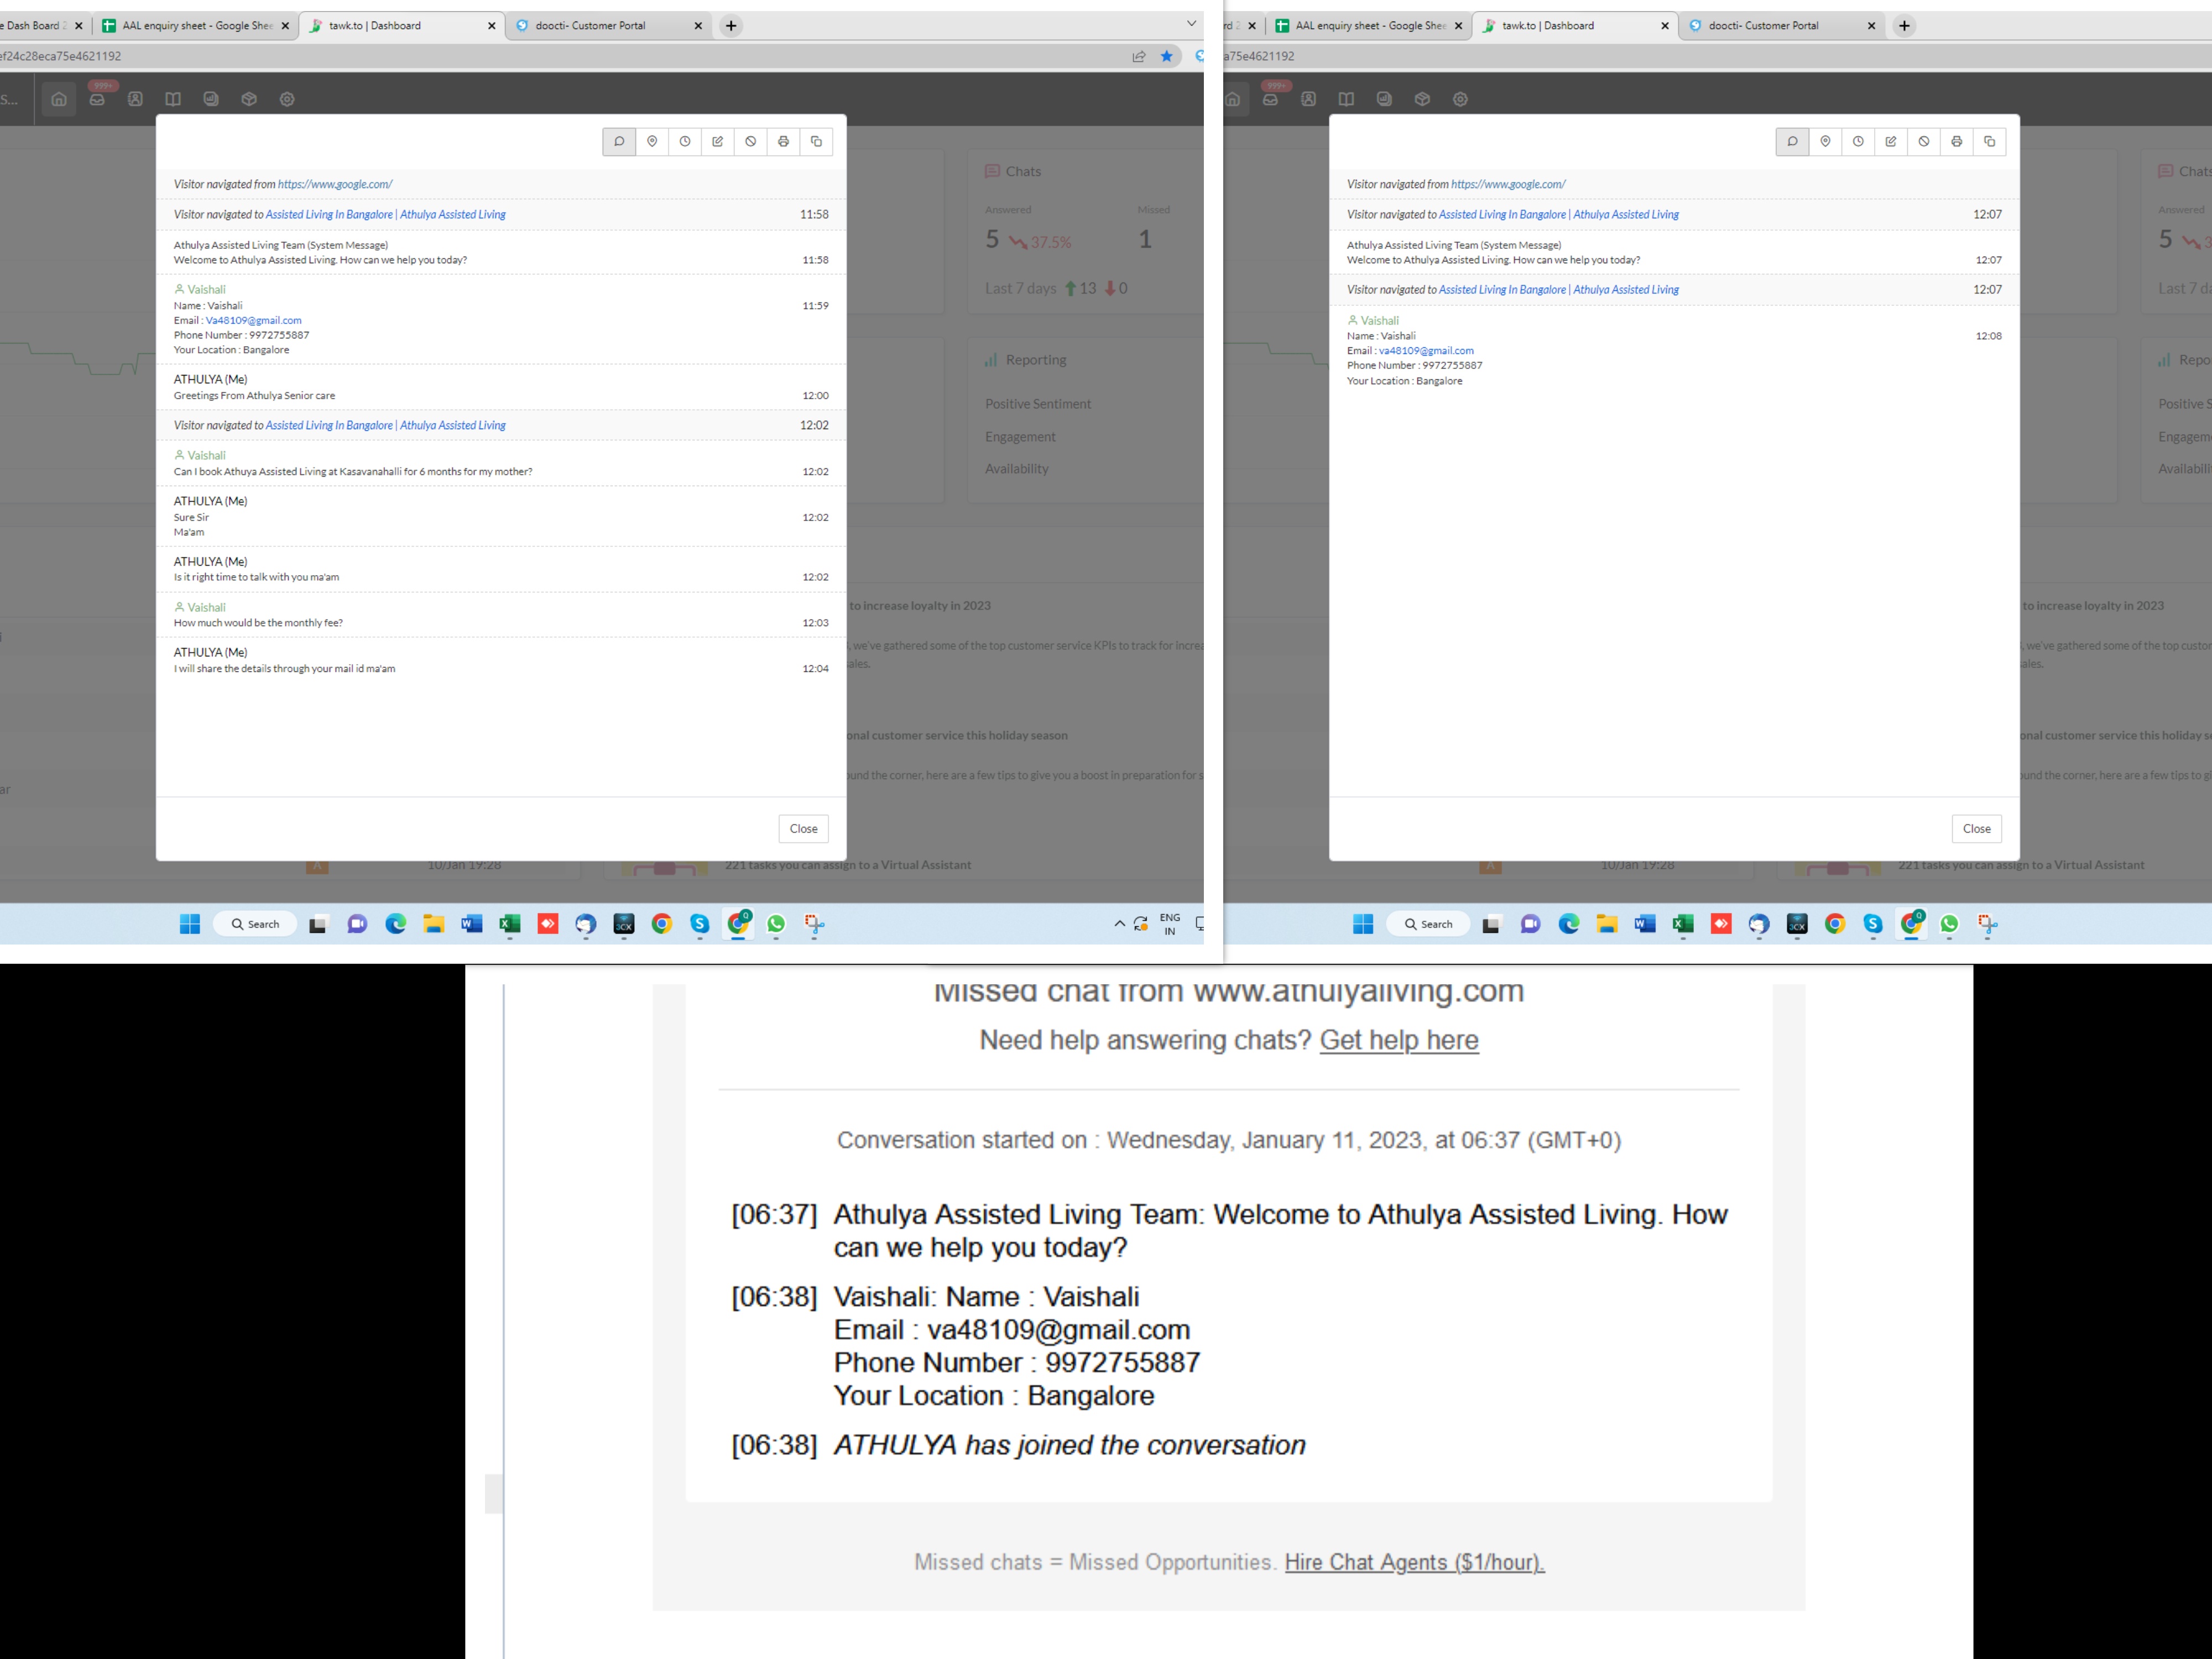 e Dash Board 2
AAL enquiry sheet - Google Shee
tawk.to | Dashboard
doocti- Customer Portal
ef24c28eca75e4621192
S...
999+
Visitor navigated from https://www.google.com/
Visitor navigated to Assisted Living In Bangalore | Athulya Assisted Living 11:58
Athulya Assisted Living Team (System Message)
Welcome to Athulya Assisted Living. How can we help you today? 11:58
Vaishali
Name : Vaishali 11:59
Email : Va48109@gmail.com
Phone Number : 9972755887
Your Location : Bangalore
ATHULYA (Me)
Greetings From Athulya Senior care 12:00
Visitor navigated to Assisted Living In Bangalore | Athulya Assisted Living 12:02
Vaishali
Can I book Athuya Assisted Living at Kasavanahalli for 6 months for my mother? 12:02
ATHULYA (Me)
Sure Sir 12:02
Ma'am
ATHULYA (Me)
Is it right time to talk with you ma'am 12:02
Vaishali
How much would be the monthly fee? 12:03
ATHULYA (Me)
I will share the details through your mail id ma'am 12:04
Close
Chats
Answered Missed
5 37.5% 1
Last 7 days 13 0
Reporting
Positive Sentiment
Engagement
Availability
to increase loyalty in 2023
, we've gathered some of the top customer service KPIs to track for increa
ales.
onal customer service this holiday season
ound the corner, here are a few tips to give you a boost in preparation for s
ar
A
10/Jan 19:28
221 tasks you can assign to a Virtual Assistant
Search
3CX
ENG
IN
rd 2
AAL enquiry sheet - Google Shee
tawk.to | Dashboard
doocti- Customer Portal
a75e4621192
999+
Visitor navigated from https://www.google.com/
Visitor navigated to Assisted Living In Bangalore | Athulya Assisted Living 12:07
Athulya Assisted Living Team (System Message)
Welcome to Athulya Assisted Living. How can we help you today? 12:07
Visitor navigated to Assisted Living In Bangalore | Athulya Assisted Living 12:07
Vaishali
Name : Vaishali 12:08
Email : va48109@gmail.com
Phone Number : 9972755887
Your Location : Bangalore
Close
Chats
Answered
5 3
Last 7 da
Repo
Positive S
Engagem
Availabili
to increase loyalty in 2023
, we've gathered some of the top custor
ales.
onal customer service this holiday se
ound the corner, here are a few tips to gi
A
10/Jan 19:28
221 tasks you can assign to a Virtual Assistant
Search
3CX
Missed chat from www.athulyaliving.com
Need help answering chats? Get help here
Conversation started on : Wednesday, January 11, 2023, at 06:37 (GMT+0)
[06:37] Athulya Assisted Living Team: Welcome to Athulya Assisted Living. How
can we help you today?
[06:38] Vaishali: Name : Vaishali
Email : va48109@gmail.com
Phone Number : 9972755887
Your Location : Bangalore
[06:38] ATHULYA has joined the conversation
Missed chats = Missed Opportunities. Hire Chat Agents ($1/hour).